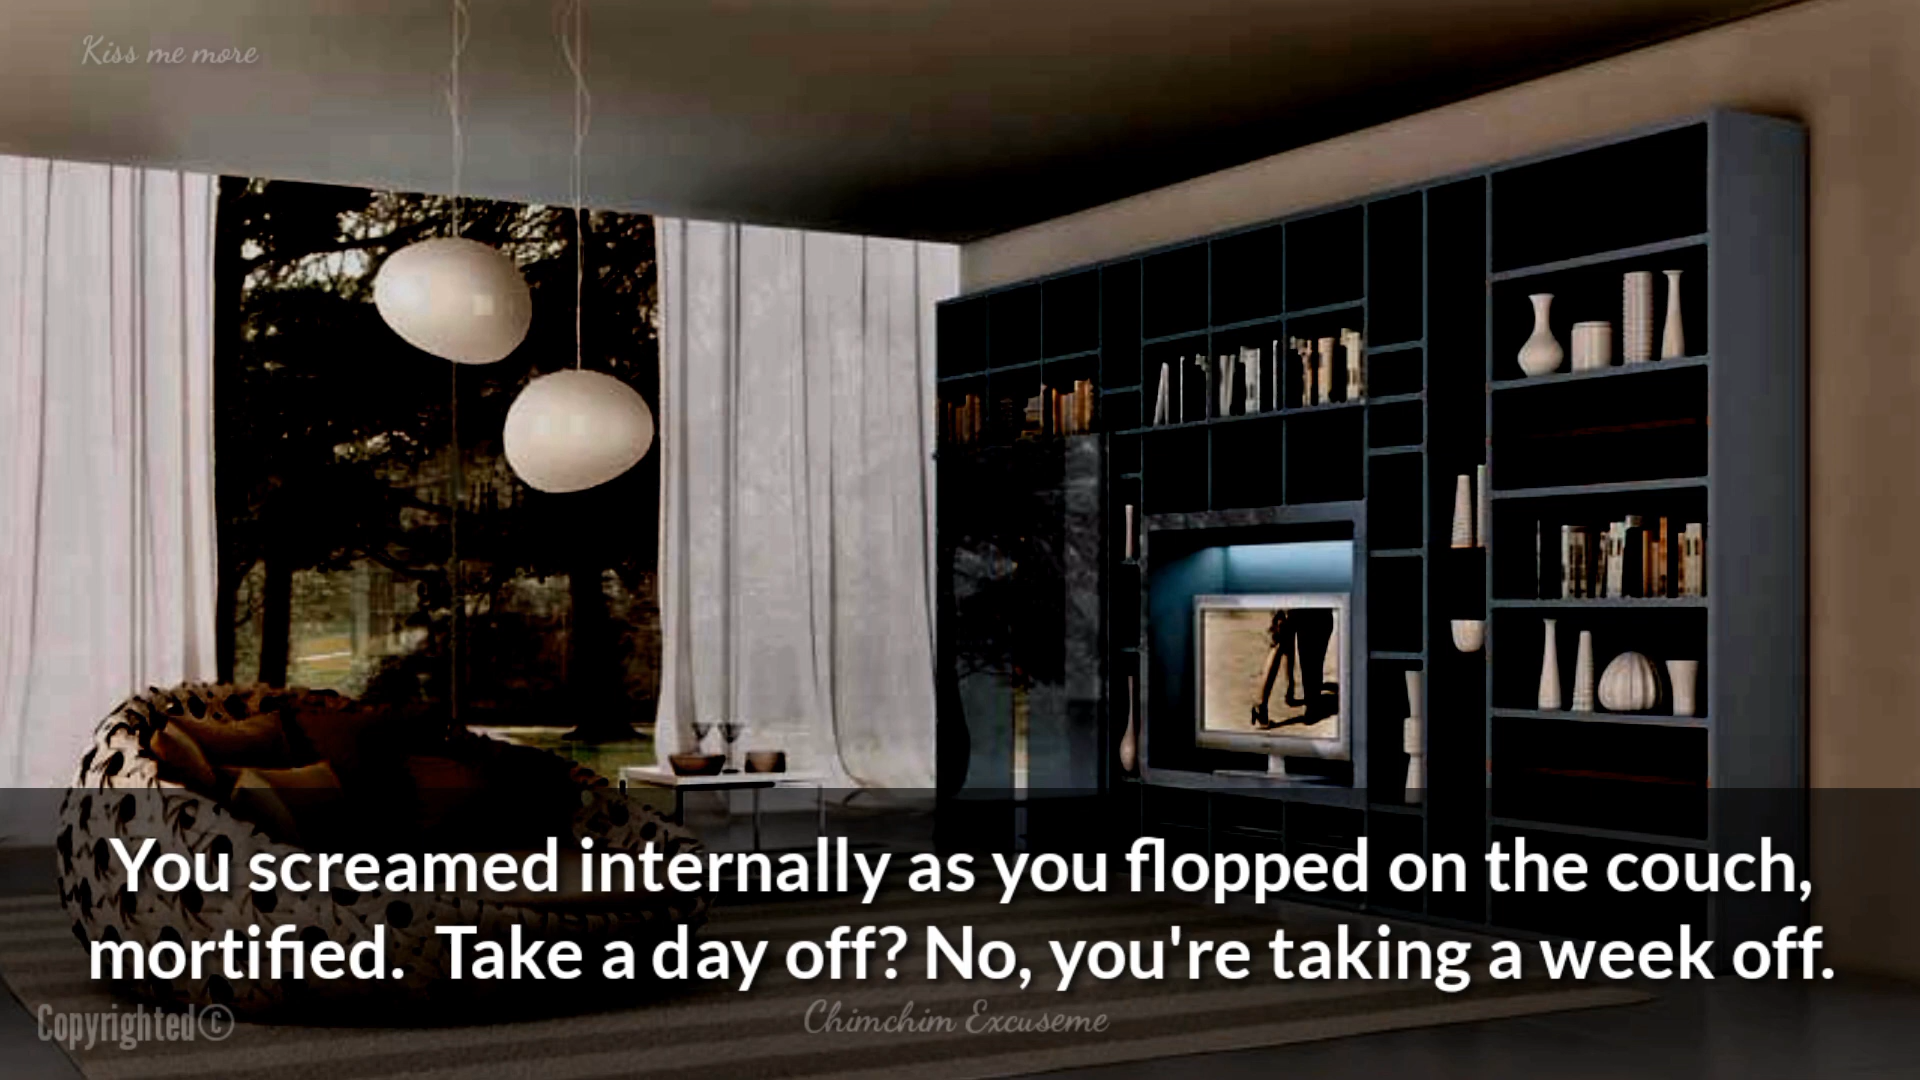 Kiss me more
You screamed internally as you flopped on the couch,
mortified.  Take a day off? No, you're taking a week off.
Copyrighted©
Chimchim Excuseme